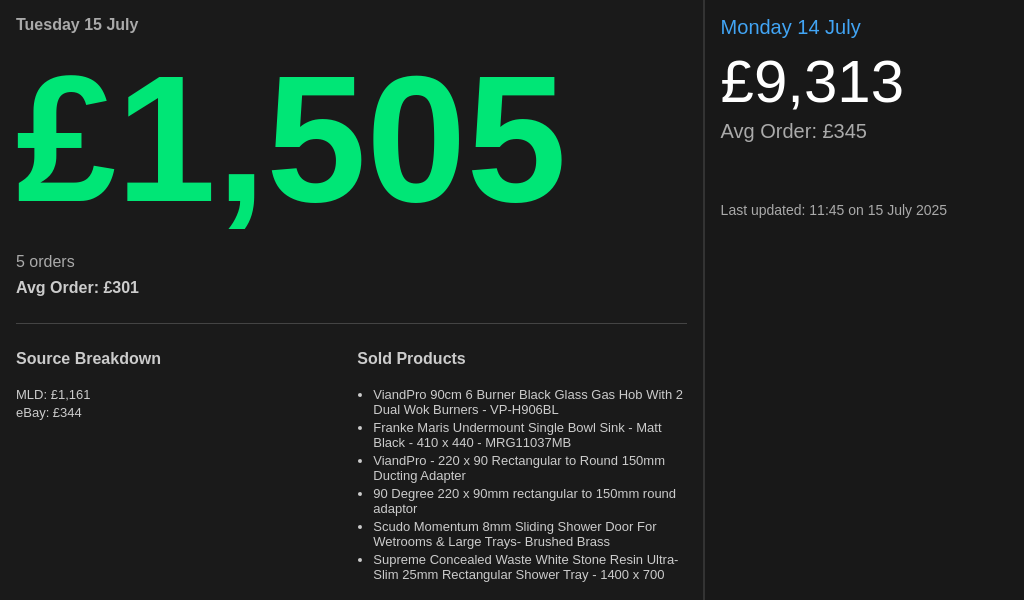 Tuesday 15 July
£1,505
5 orders
Avg Order: £301
Source Breakdown
MLD: £1,161
eBay: £344
Sold Products
• ViandPro 90cm 6 Burner Black Glass Gas Hob With 2
Dual Wok Burners - VP-H906BL
• Franke Maris Undermount Single Bowl Sink - Matt
Black - 410 x 440 - MRG11037MB
• ViandPro - 220 x 90 Rectangular to Round 150mm
Ducting Adapter
• 90 Degree 220 x 90mm rectangular to 150mm round
adaptor
• Scudo Momentum 8mm Sliding Shower Door For
Wetrooms & Large Trays- Brushed Brass
• Supreme Concealed Waste White Stone Resin Ultra-
Slim 25mm Rectangular Shower Tray - 1400 x 700
Monday 14 July
£9,313
Avg Order: £345
Last updated: 11:45 on 15 July 2025